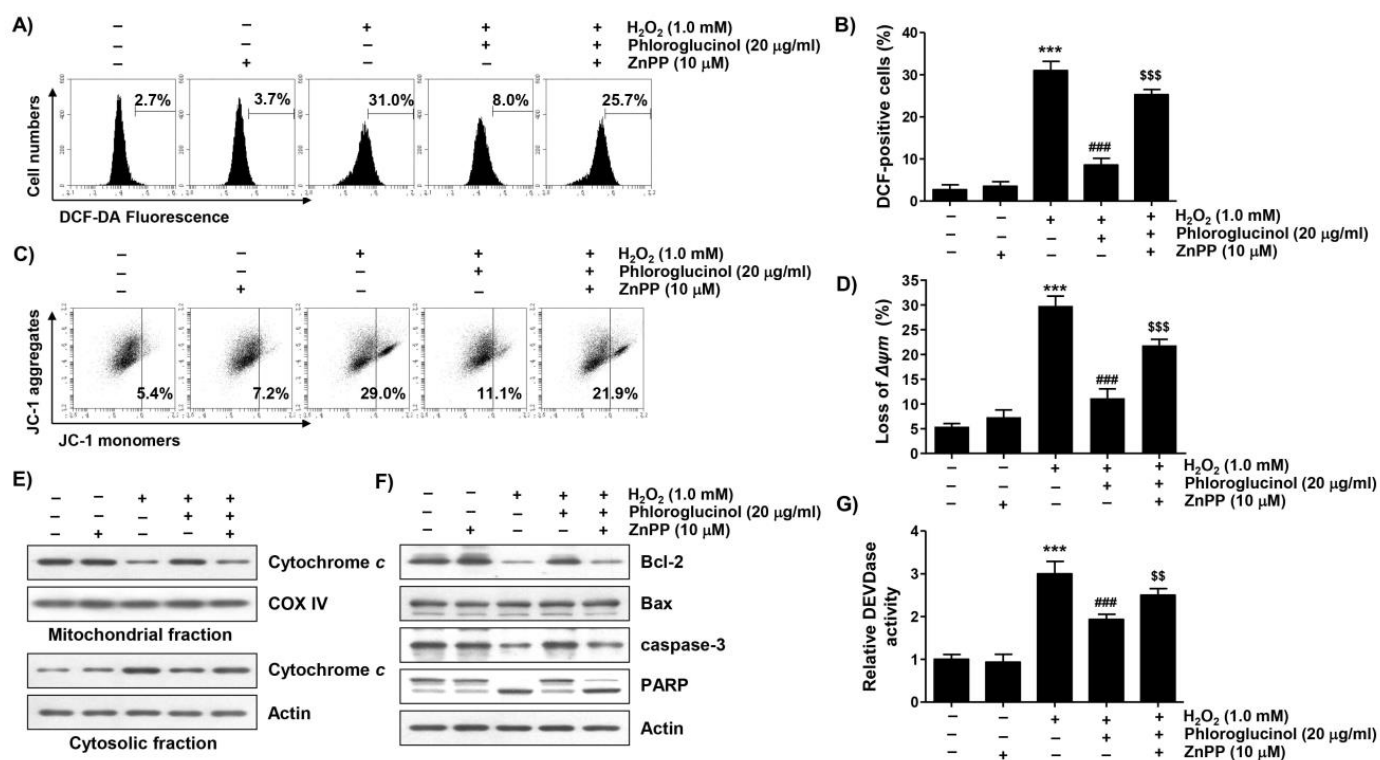 A)
– – + + + H₂O₂ (1.0 mM)
– – – + + Phloroglucinol (20 μg/ml)
– + – – + ZnPP (10 μM)
2.7% 3.7% 31.0% 8.0% 25.7%
Cell numbers
DCF-DA Fluorescence
B)
DCF-positive cells (%)
40
30
20
10
0
*** ### $$$
– – + + + H₂O₂ (1.0 mM)
– – – + + Phloroglucinol (20 μg/ml)
– + – – + ZnPP (10 μM)
C)
– – + + + H₂O₂ (1.0 mM)
– – – + + Phloroglucinol (20 μg/ml)
– + – – + ZnPP (10 μM)
JC-1 aggregates
5.4% 7.2% 29.0% 11.1% 21.9%
JC-1 monomers
D)
Loss of Δψm (%)
35
30
25
20
15
10
5
0
*** ### $$$
– – + + + H₂O₂ (1.0 mM)
– – – + + Phloroglucinol (20 μg/ml)
– + – – + ZnPP (10 μM)
E)
– – + + +
– – – + +
– + – – +
Cytochrome c
COX IV
Mitochondrial fraction
Cytochrome c
Actin
Cytosolic fraction
F)
– – + + + H₂O₂ (1.0 mM)
– – – + + Phloroglucinol (20 μg/ml)
– + – – + ZnPP (10 μM)
Bcl-2
Bax
caspase-3
PARP
Actin
G)
Relative DEVDase
activity
4
3
2
1
0
*** ### $$
– – + + + H₂O₂ (1.0 mM)
– – – + + Phloroglucinol (20 μg/ml)
– + – – + ZnPP (10 μM)